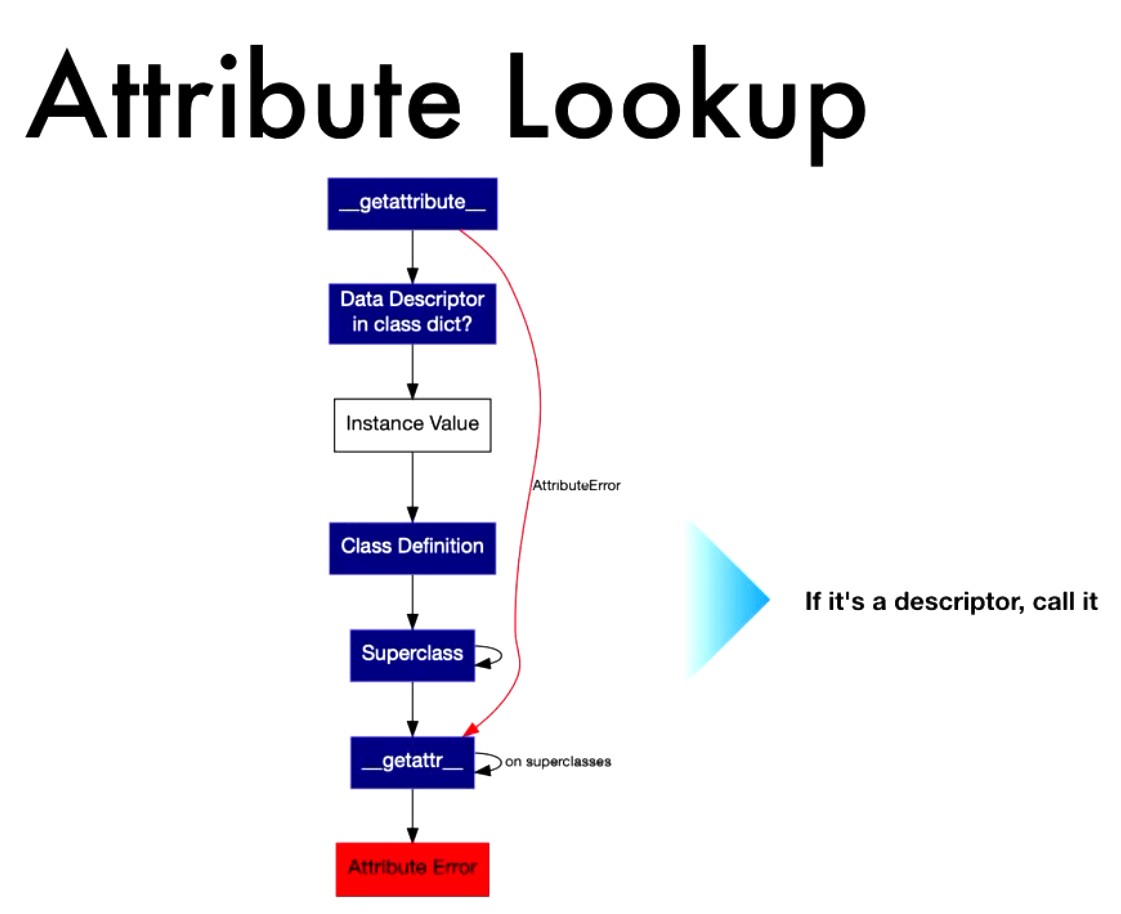 Attribute Lookup
__getattribute__
Data Descriptor
in class dict?
Instance Value
AttributeError
Class Definition
If it's a descriptor, call it
Superclass
__getattr__
on superclasses
Attribute Error